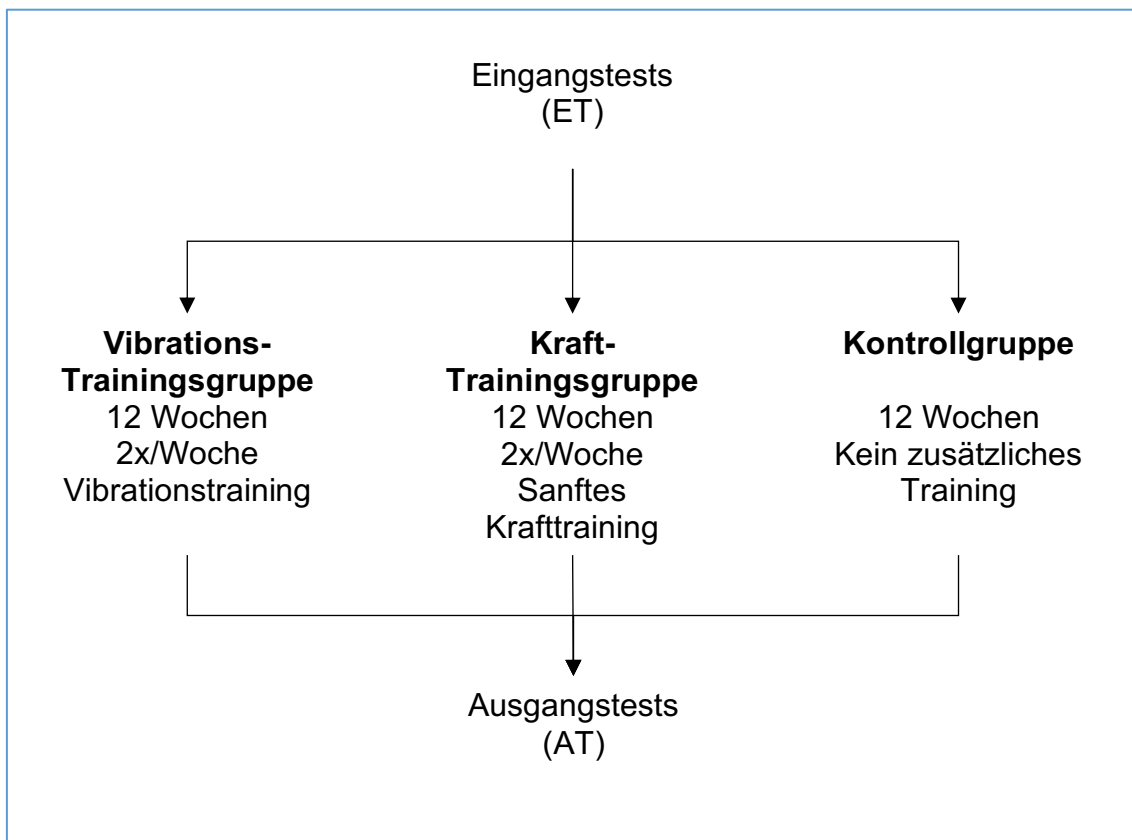 Eingangstests
(ET)
Vibrations-
Trainingsgruppe
12 Wochen
2x/Woche
Vibrationstraining
Kraft-
Trainingsgruppe
12 Wochen
2x/Woche
Sanftes
Krafttraining
Kontrollgruppe
12 Wochen
Kein zusätzliches
Training
Ausgangstests
(AT)